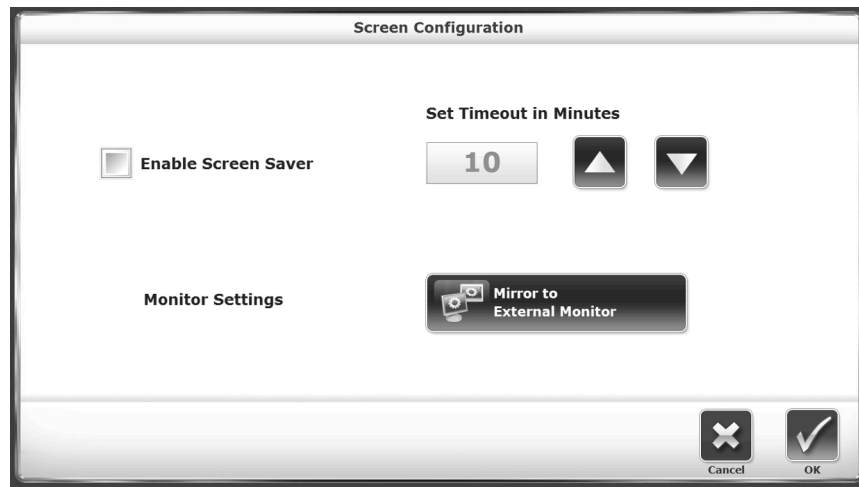 Screen Configuration
Set Timeout in Minutes
Enable Screen Saver
10
Monitor Settings
Mirror to
External Monitor
Cancel
OK